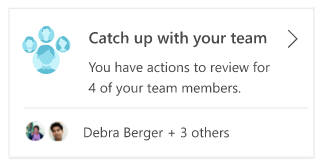 Catch up with your team
You have actions to review for
4 of your team members.
Debra Berger + 3 others